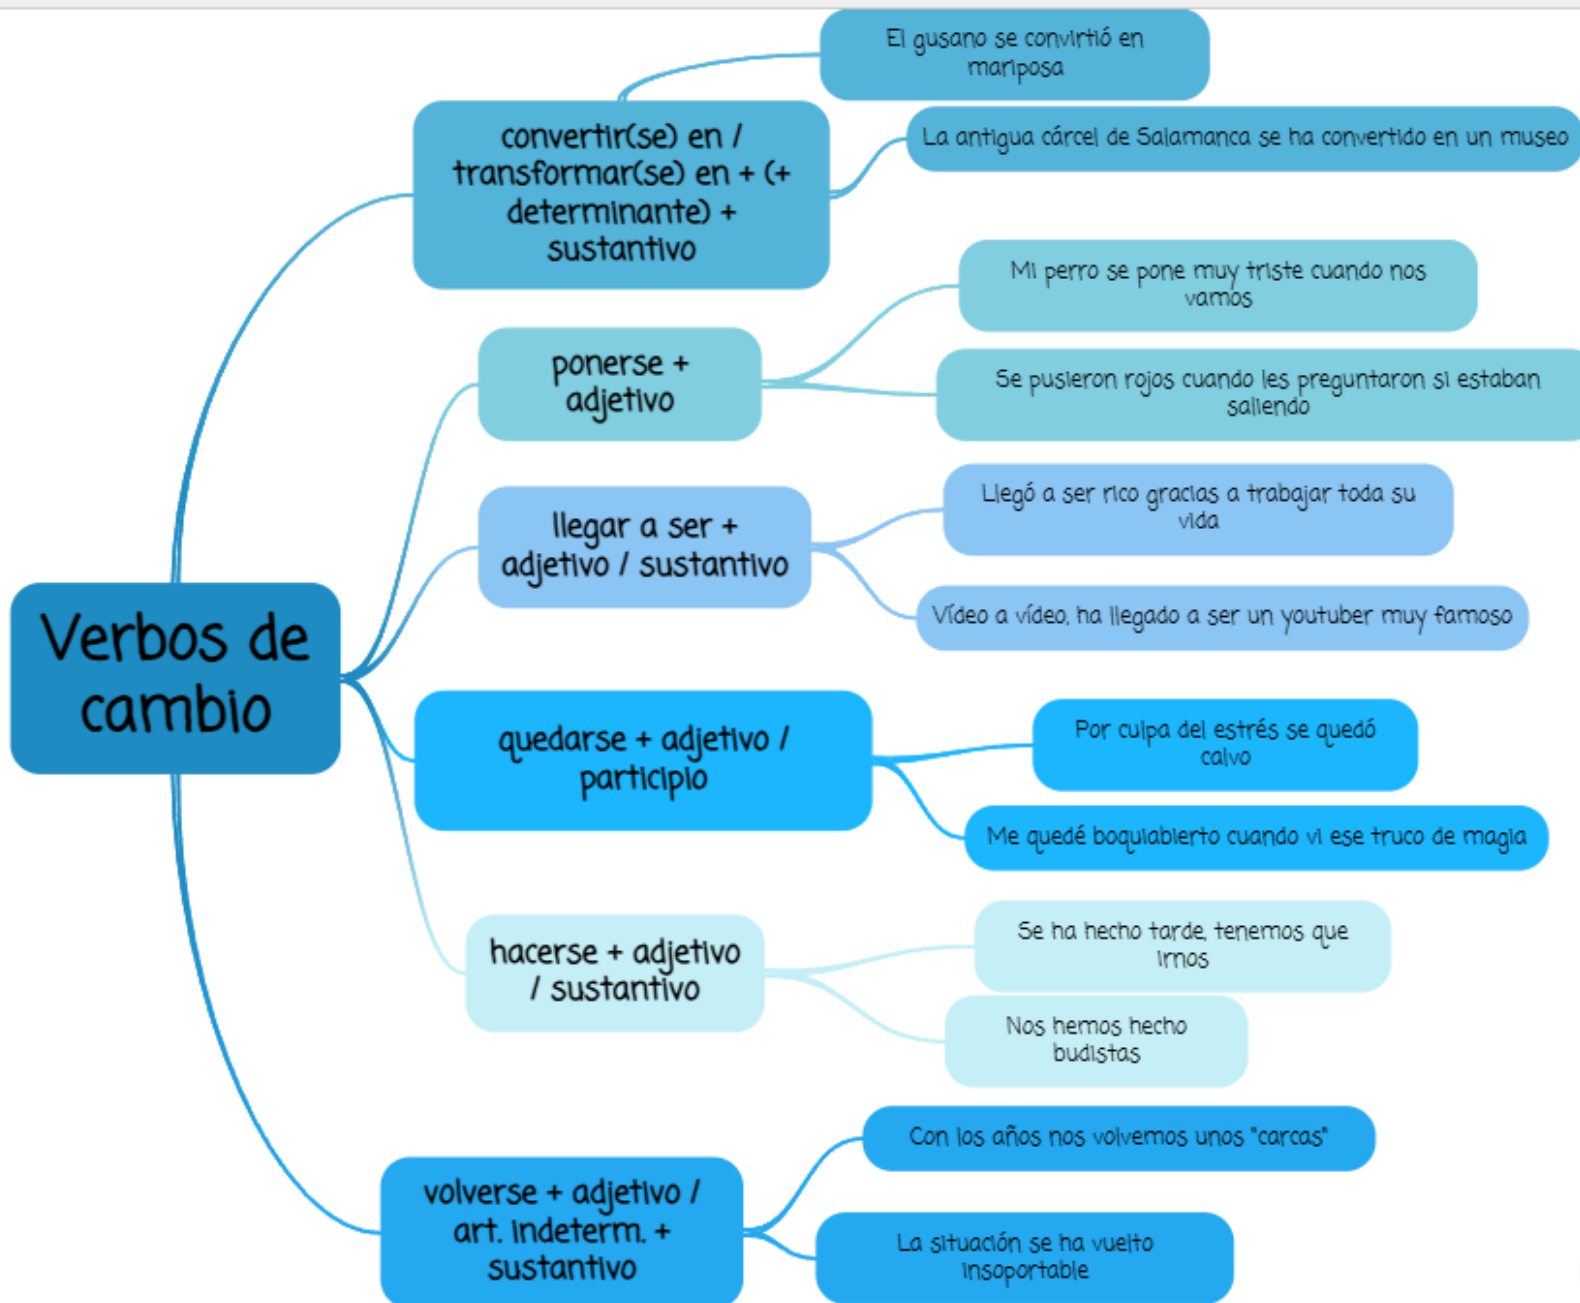 Verbos de
cambio
convertir(se) en /
transformar(se) en + (+
determinante) +
sustantivo
El gusano se convirtió en
mariposa
La antigua cárcel de Salamanca se ha convertido en un museo
ponerse +
adjetivo
Mi perro se pone muy triste cuando nos
vamos
Se pusieron rojos cuando les preguntaron si estaban
saliendo
llegar a ser +
adjetivo / sustantivo
Llegó a ser rico gracias a trabajar toda su
vida
Vídeo a vídeo, ha llegado a ser un youtuber muy famoso
quedarse + adjetivo /
participio
Por culpa del estrés se quedó
calvo
Me quedé boquiabierto cuando vi ese truco de magia
hacerse + adjetivo
/ sustantivo
Se ha hecho tarde, tenemos que
irnos
Nos hemos hecho
budistas
volverse + adjetivo /
art. indeterm. +
sustantivo
Con los años nos volvemos unos "carcas"
La situación se ha vuelto
insoportable